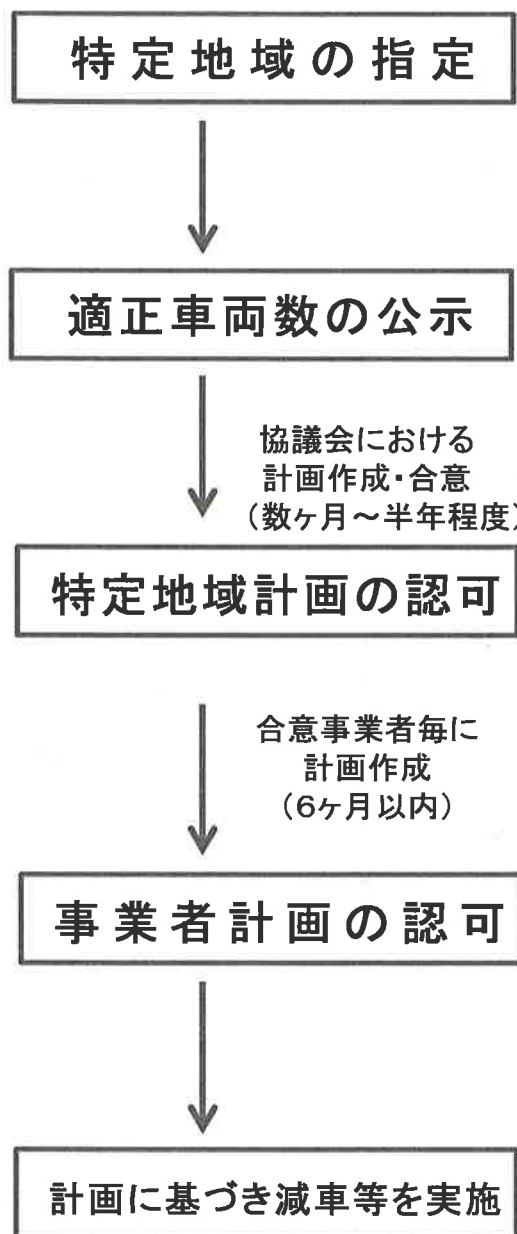 特定地域の指定
適正車両数の公示
協議会における
計画作成・合意
(数ヶ月～半年程度)
特定地域計画の認可
合意事業者毎に
計画作成
(6ヶ月以内)
事業者計画の認可
計画に基づき減車等を実施